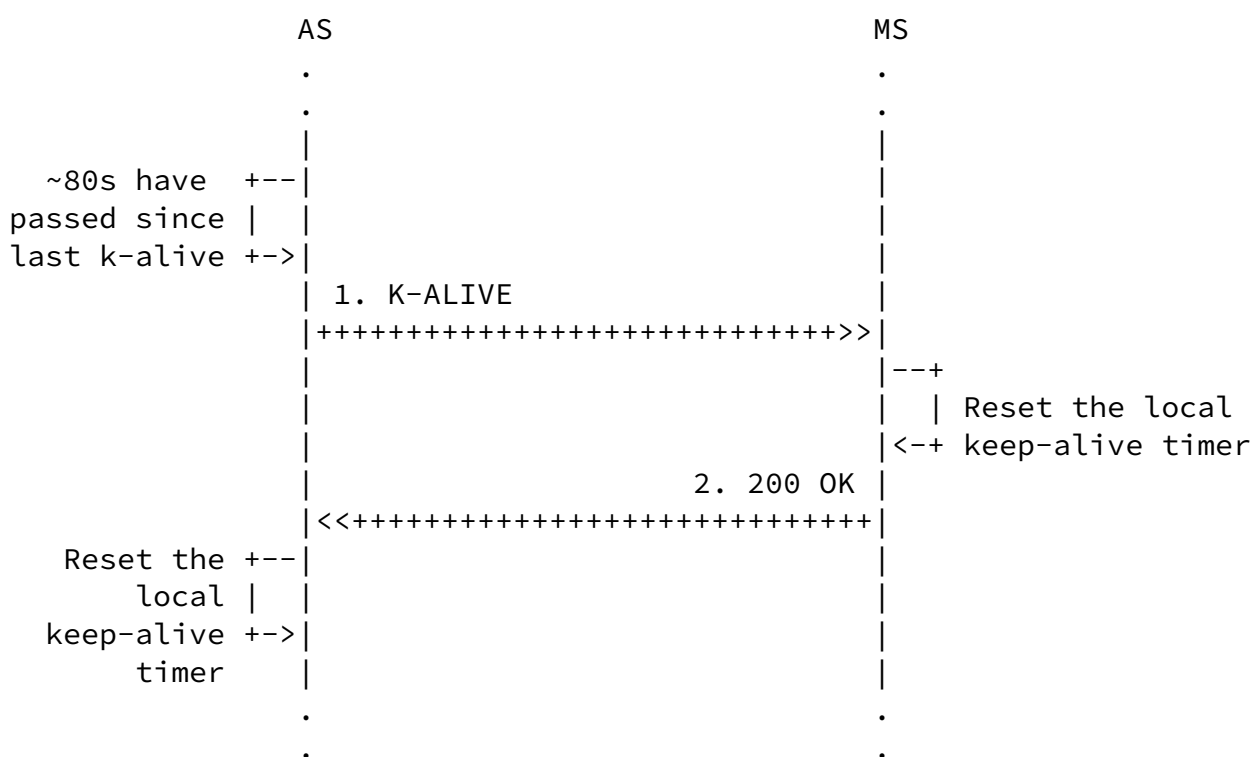 AS MS
. .
. .
| |
~80s have +--| |
passed since | | |
last k-alive +->| |
| 1. K-ALIVE |
|+++++++++++++++++++++++++++++>>|
| |--+
| | | Reset the local
| |<-+ keep-alive timer
| 2. 200 OK |
|<<+++++++++++++++++++++++++++++|
Reset the +--| |
local | | |
keep-alive +->| |
timer | |
. .
. .